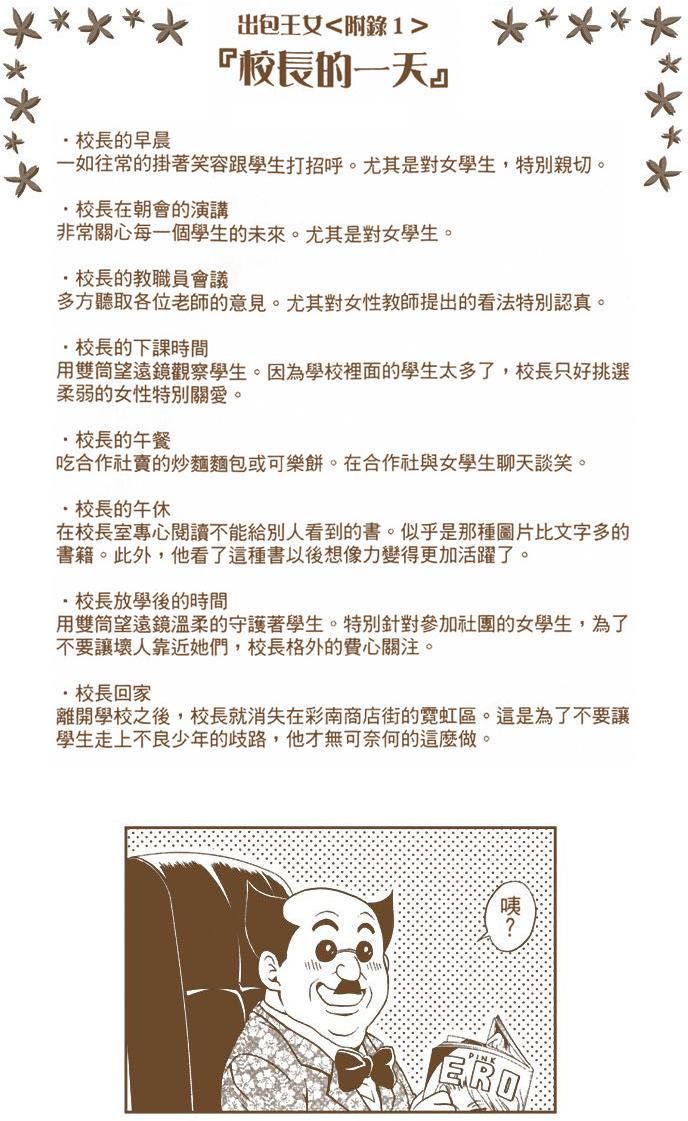 出包王女<附錄1>
『校長的一天』
・校長的早晨
一如往常的掛著笑容跟學生打招呼。尤其是對女學生，特別親切。
・校長在朝會的演講
非常關心每一個學生的未來。尤其是對女學生。
・校長的教職員會議
多方聽取各位老師的意見。尤其對女性教師提出的看法特別認真。
・校長的下課時間
用雙筒望遠鏡觀察學生。因為學校裡面的學生太多了，校長只好挑選
柔弱的女性特別關愛。
・校長的午餐
吃合作社賣的炒麵麵包或可樂餅。在合作社與女學生聊天談笑。
・校長的午休
在校長室專心閱讀不能給別人看到的書。似乎是那種圖片比文字多的
書籍。此外，他看了這種書以後想像力變得更加活躍了。
・校長放學後的時間
用雙筒望遠鏡溫柔的守護著學生。特別針對參加社團的女學生，為了
不要讓壞人靠近她們，校長格外的費心關注。
・校長回家
離開學校之後，校長就消失在彩南商店街的霓虹區。這是為了不要讓
學生走上不良少年的歧路，他才無可奈何的這麼做。
咦？
PINK
ERO